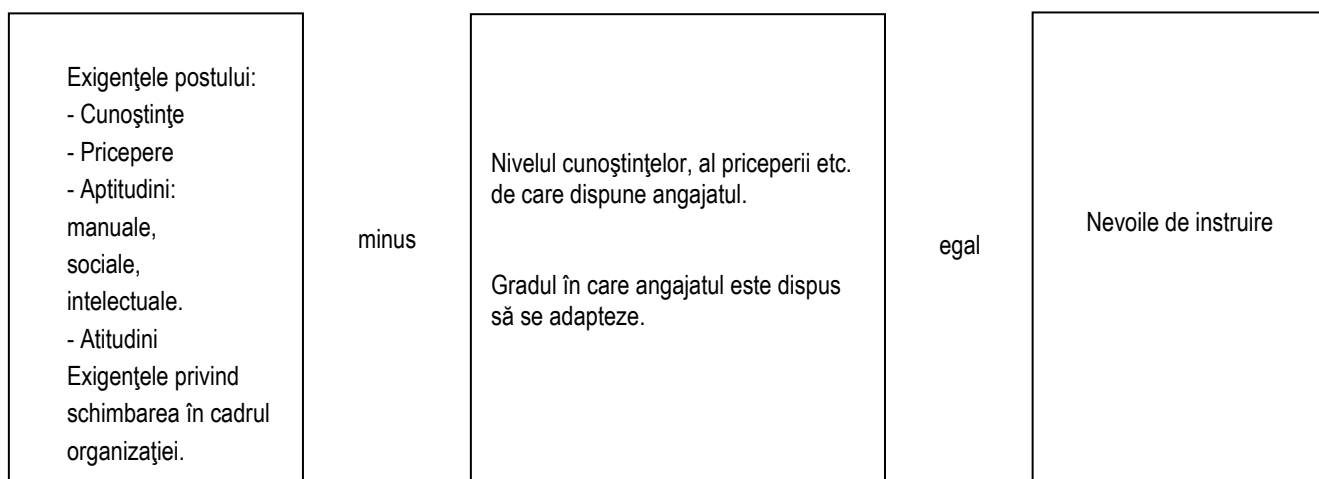 Exigenţele postului:
- Cunoştinţe
- Pricepere
- Aptitudini:
manuale,
sociale,
intelectuale.
- Atitudini
Exigenţele privind
schimbarea în cadrul
organizaţiei.
minus
Nivelul cunoştinţelor, al priceperii etc.
de care dispune angajatul.
Gradul în care angajatul este dispus
să se adapteze.
egal
Nevoile de instruire